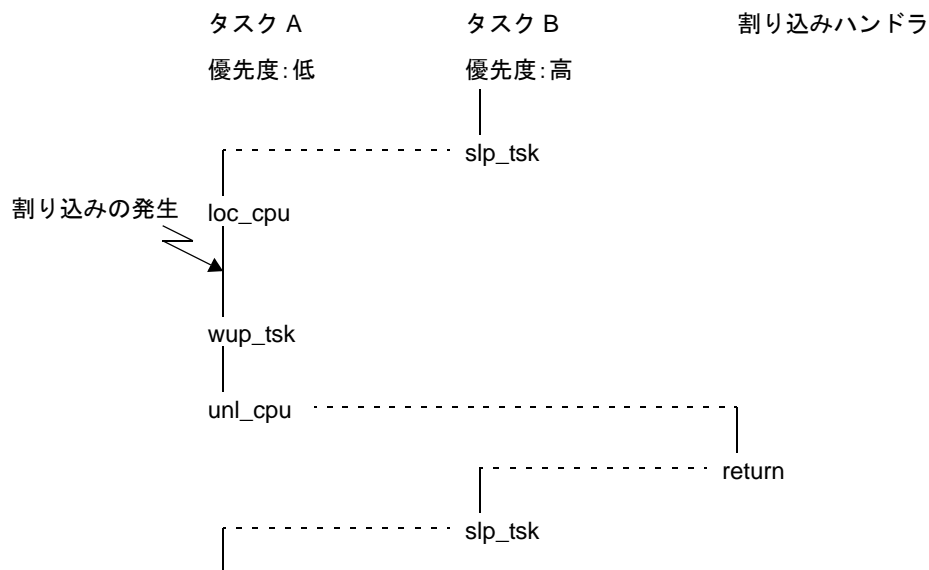 タスク A タスク B 割り込みハンドラ
優先度：低 優先度：高
slp_tsk
割り込みの発生 loc_cpu
wup_tsk
unl_cpu
return
slp_tsk